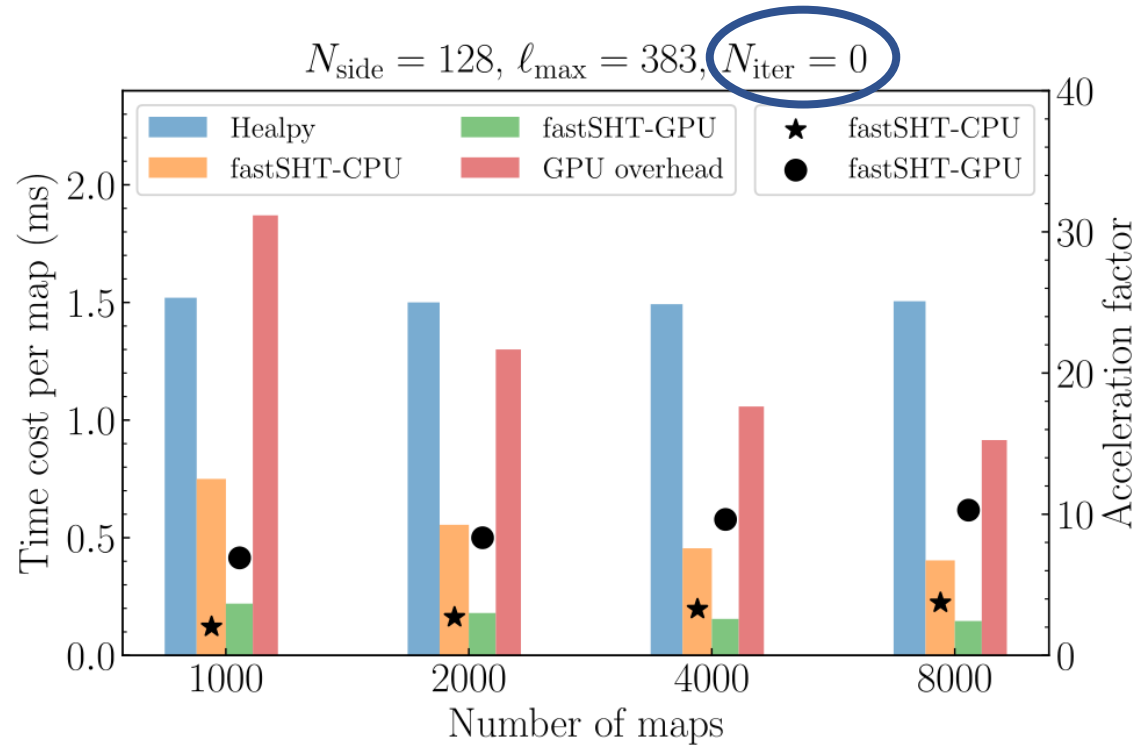 N_side = 128, ℓ_max = 383, N_iter = 0
Healpy
fastSHT-CPU
fastSHT-GPU
GPU overhead
fastSHT-CPU
fastSHT-GPU
Time cost per map (ms)
2.0
1.5
1.0
0.5
0.0
40
30
20
10
0
Acceleration factor
1000 2000 4000 8000
Number of maps